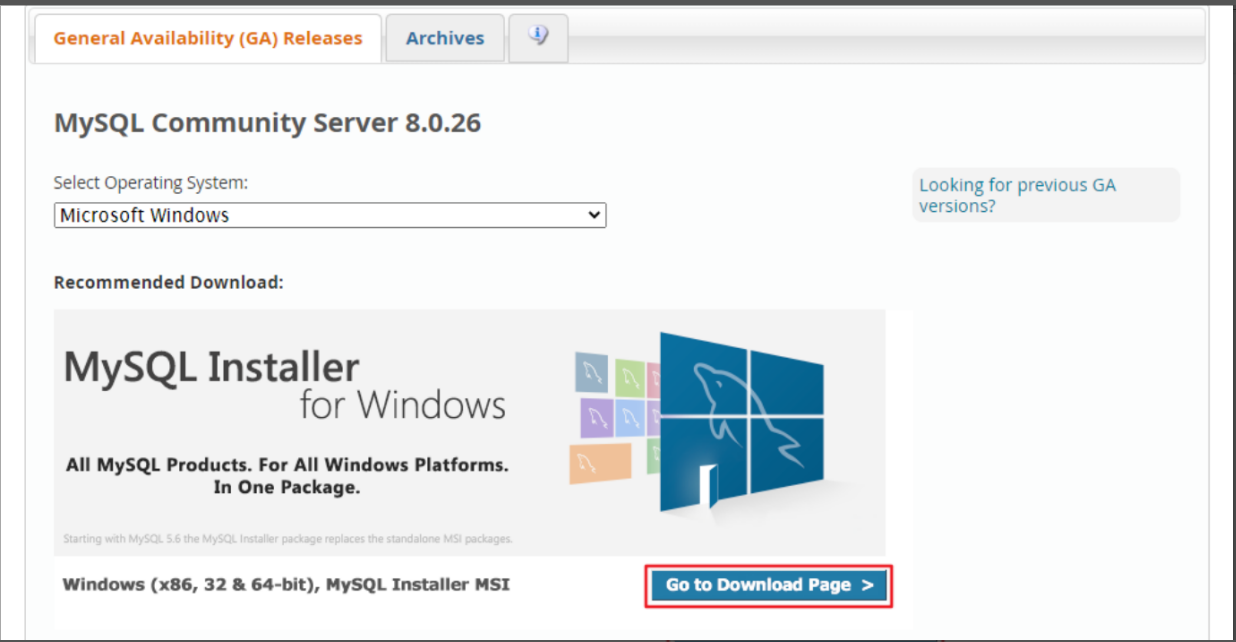 General Availability (GA) Releases
Archives
MySQL Community Server 8.0.26
Select Operating System:
Looking for previous GA
versions?
Microsoft Windows
Recommended Download:
MySQL Installer
for Windows
All MySQL Products. For All Windows Platforms.
In One Package.
Starting with MySQL 5.6 the MySQL Installer package replaces the standalone MSI packages.
Windows (x86, 32 & 64-bit), MySQL Installer MSI
Go to Download Page >